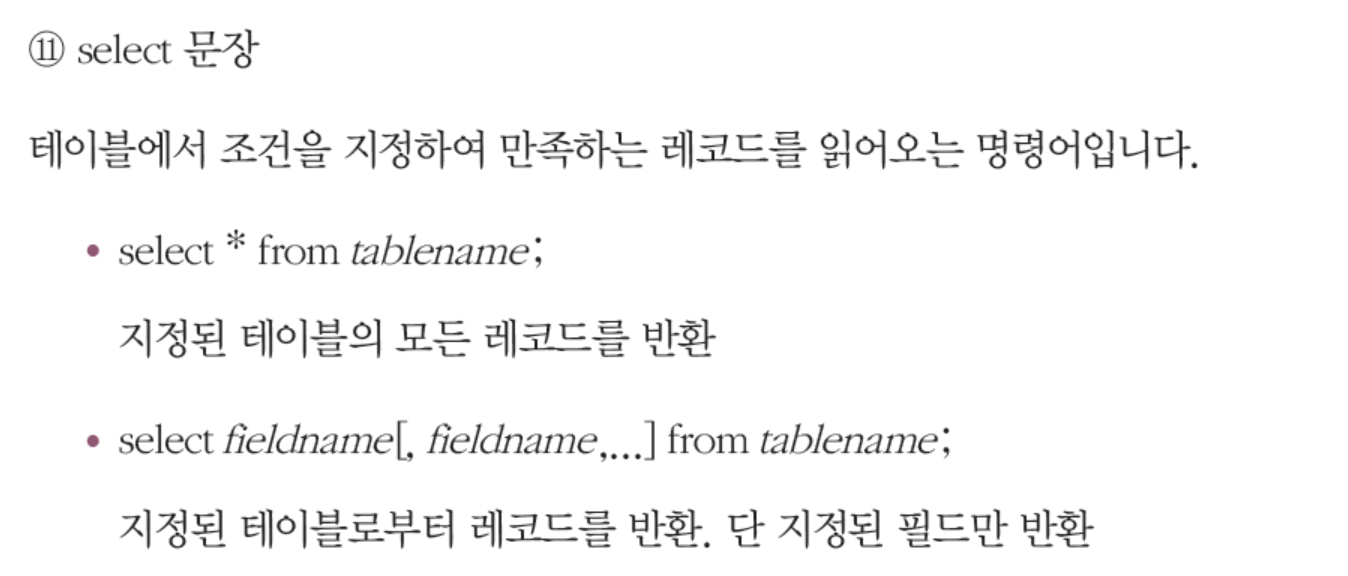 ⑪ select 문장
테이블에서 조건을 지정하여 만족하는 레코드를 읽어오는 명령어입니다.
• select * from tablename;
지정된 테이블의 모든 레코드를 반환
• select fieldname[, fieldname,...] from tablename;
지정된 테이블로부터 레코드를 반환. 단 지정된 필드만 반환